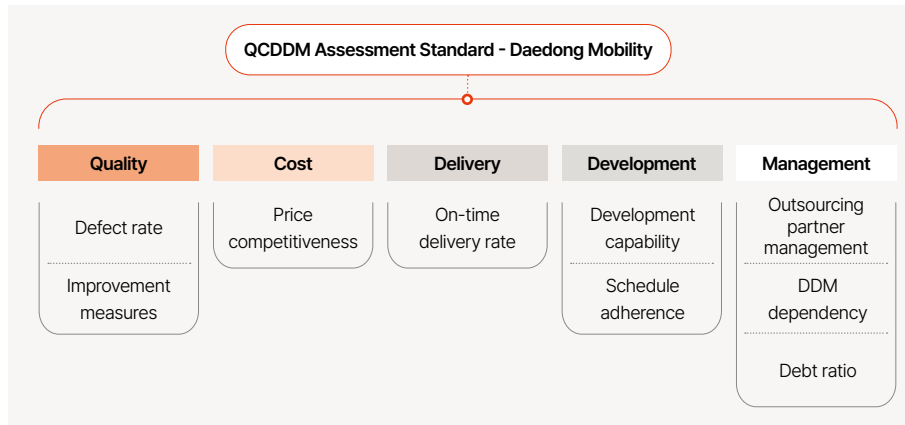 QCDDM Assessment Standard - Daedong Mobility
Quality
Defect rate
Improvement
measures
Cost
Price
competitiveness
Delivery
On-time
delivery rate
Development
Development
capability
Schedule
adherence
Management
Outsourcing
partner
management
DDM
dependency
Debt ratio